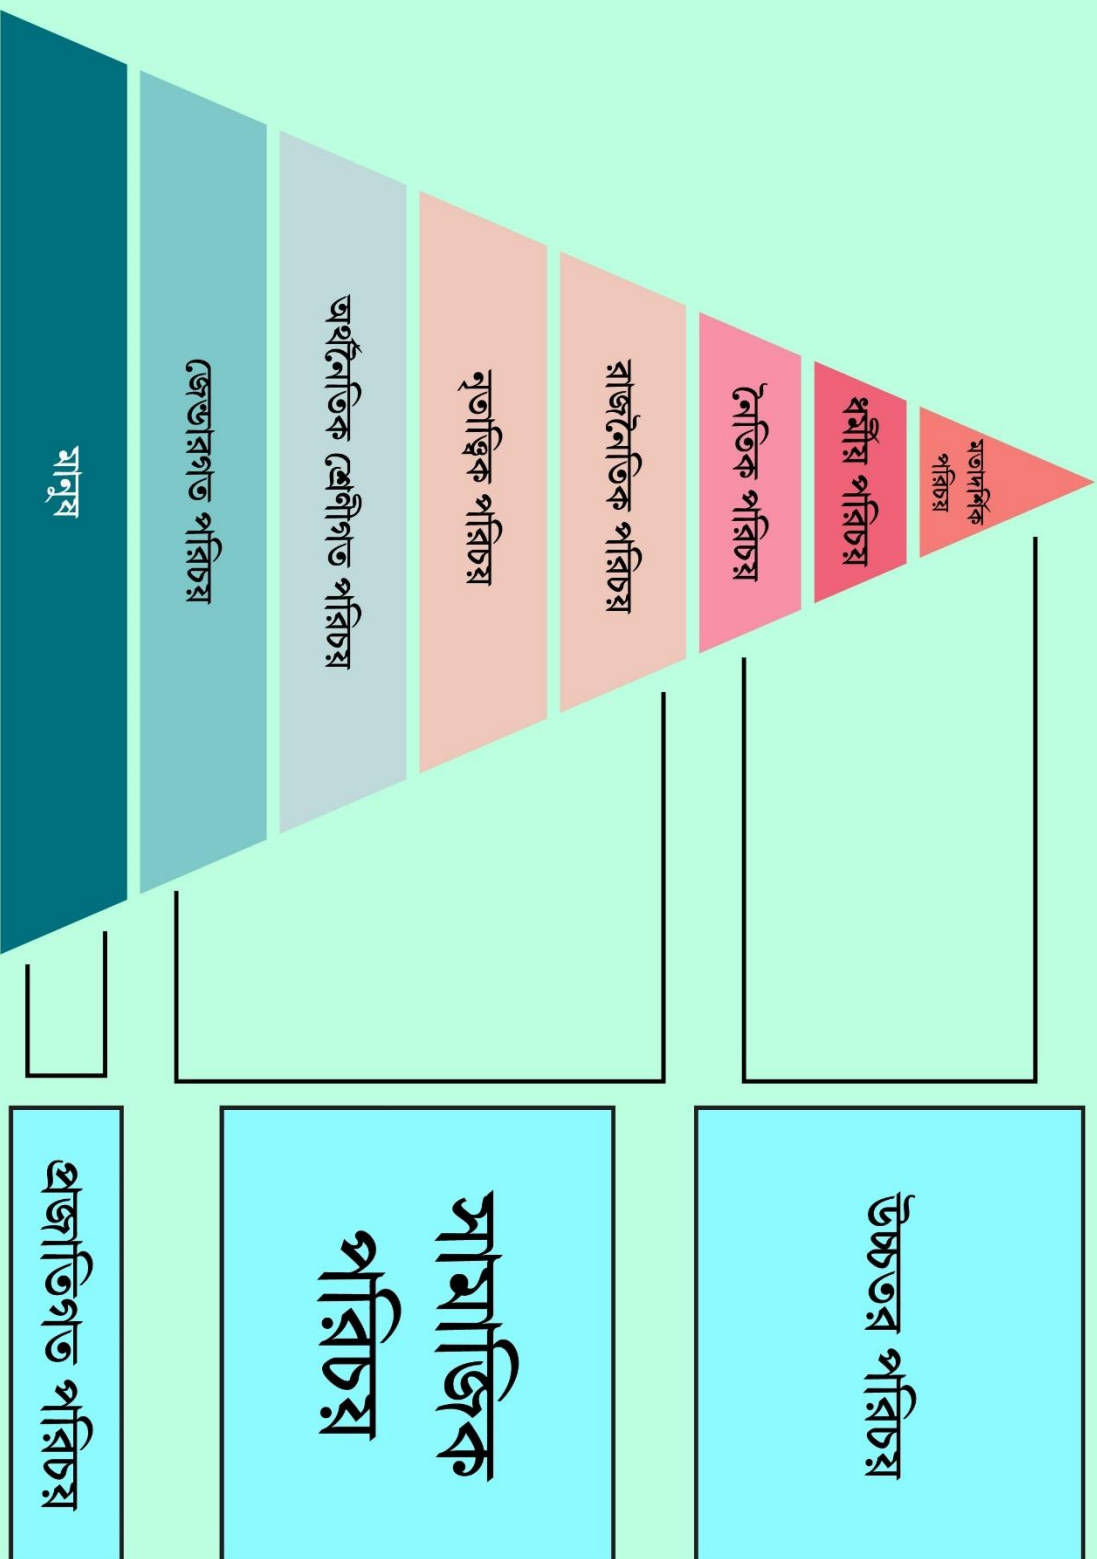 মতাদর্শিক
পরিচয়
ধর্মীয় পরিচয়
নৈতিক পরিচয়
রাজনৈতিক পরিচয়
নৃতাত্ত্বিক পরিচয়
অর্থনৈতিক শ্রেণীগত পরিচয়
জেন্ডারগত পরিচয়
মানুষ
উচ্চতর পরিচয়
সামাজিক
পরিচয়
প্রজাতিগত পরিচয়